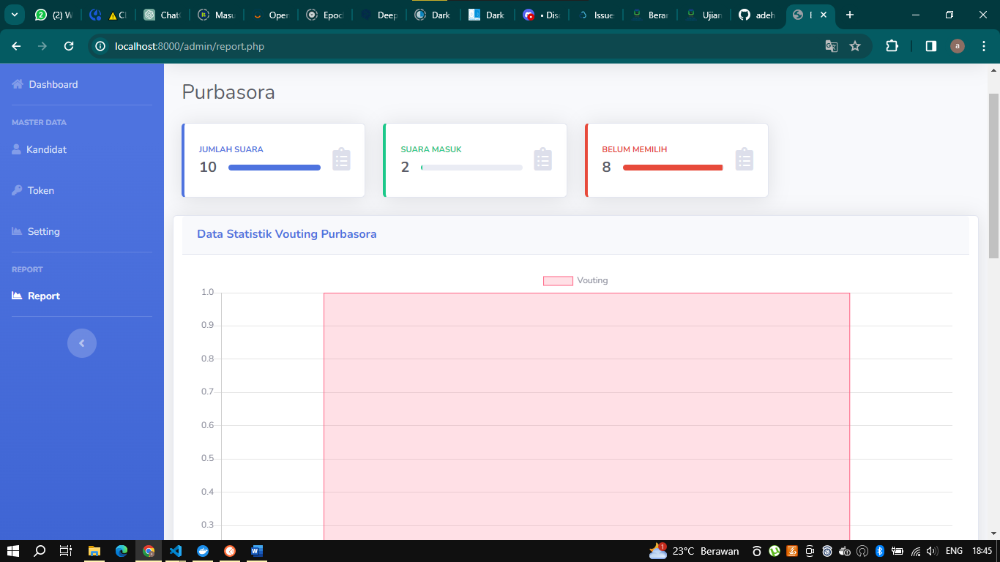 (2) W
Cl
Chat
Masu
Open
Epoc
Deep
Dark
Dark
• Disc
Issue
Berar
Ujian
adeh
localhost:8000/admin/report.php
a
Dashboard
MASTER DATA
Kandidat
Token
Setting
REPORT
Report
Purbasora
JUMLAH SUARA
10
SUARA MASUK
2
BELUM MEMILIH
8
Data Statistik Vouting Purbasora
Vouting
1.0
0.9
0.8
0.7
0.6
0.5
0.4
0.3
1
23°C Berawan
ENG
18:45